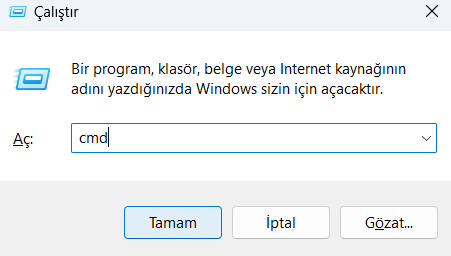 Çalıştır
Bir program, klasör, belge veya Internet kaynağının
adını yazdığınızda Windows sizin için açacaktır.
Aç: cmd
Tamam İptal Gözat...